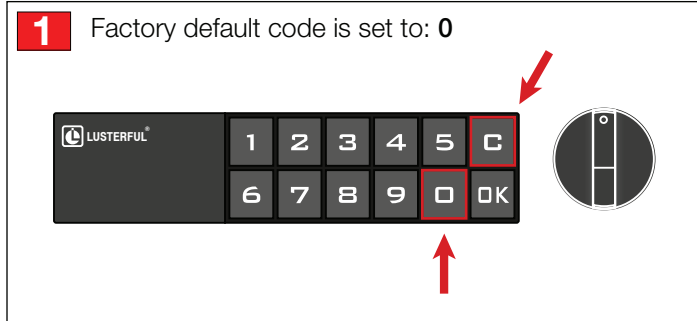 1 Factory default code is set to: 0
LUSTERFUL®
1 2 3 4 5 C
6 7 8 9 0 OK